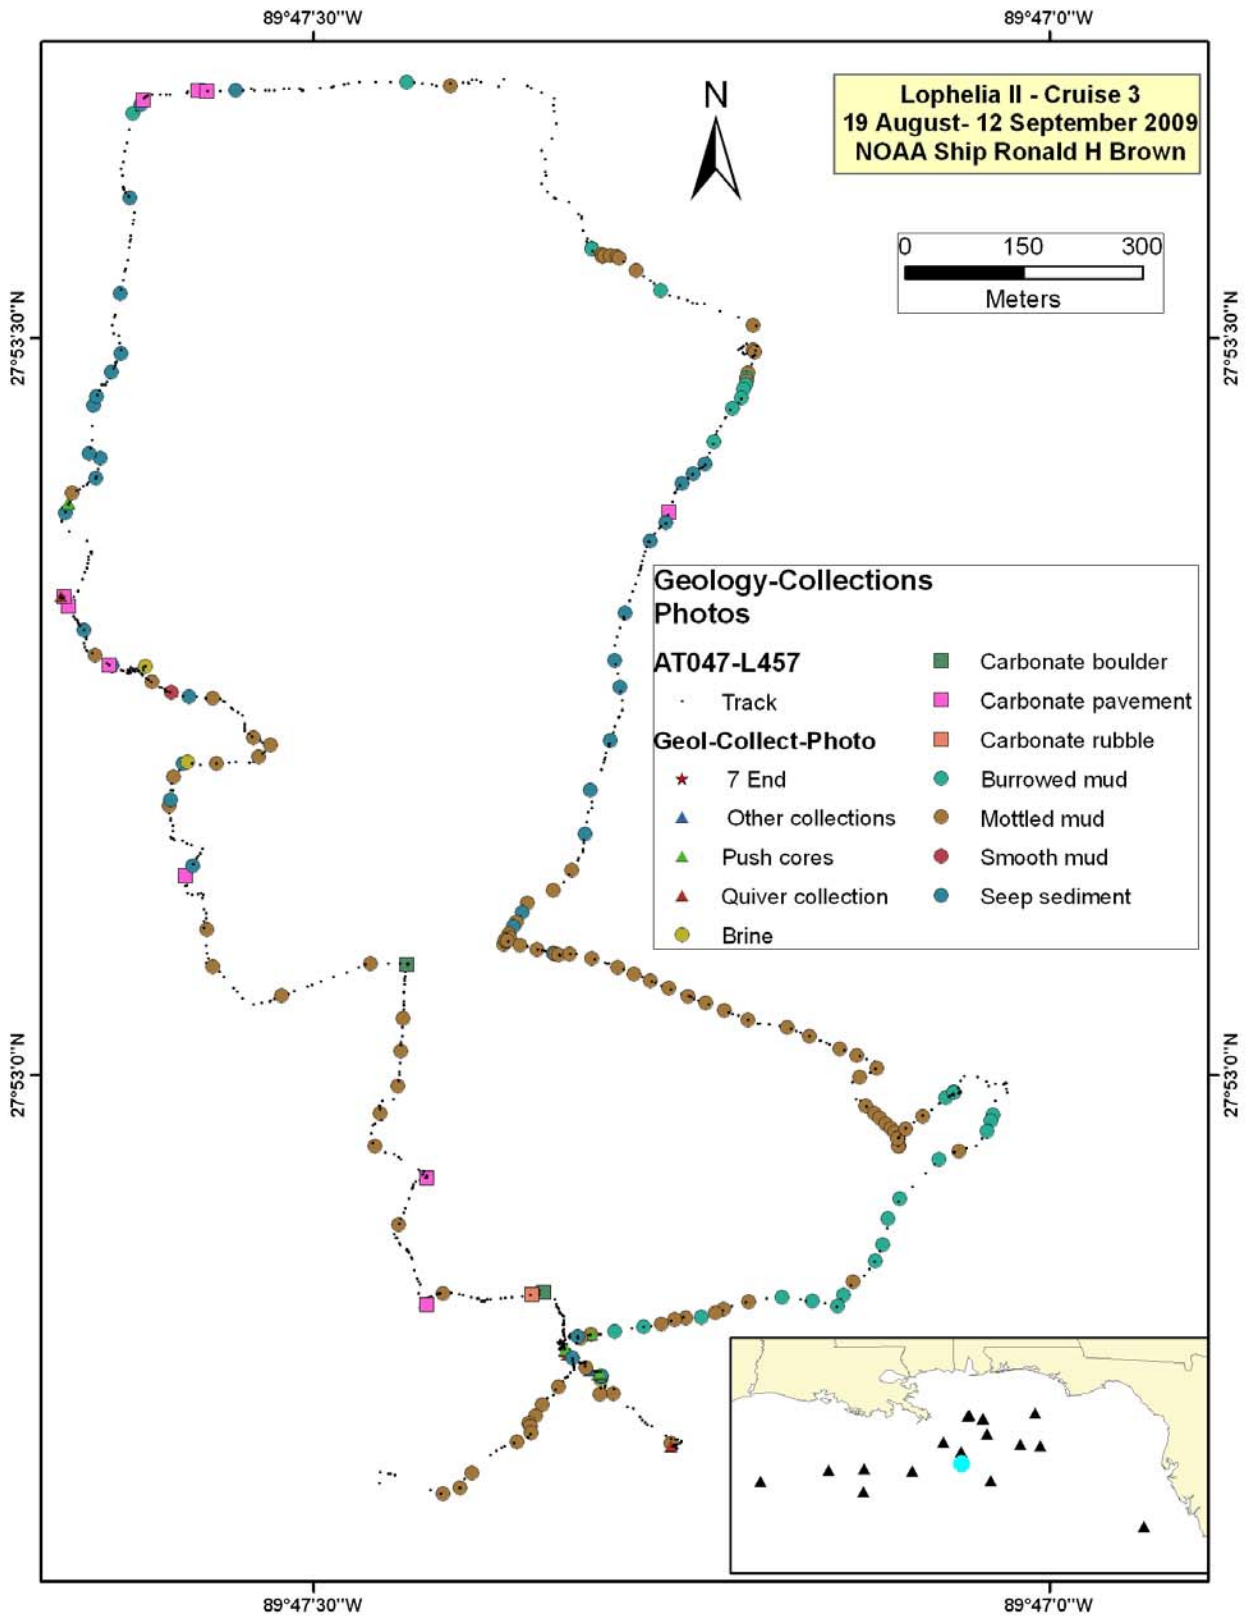 89°47'30"W
89°47'0"W
N
Lophelia II - Cruise 3
19 August- 12 September 2009
NOAA Ship Ronald H Brown
0
150
300
Meters
27°53'30"N
27°53'30"N
Geology-Collections
Photos
AT047-L457
Track
Geol-Collect-Photo
7 End
Other collections
Push cores
Quiver collection
Brine
Carbonate boulder
Carbonate pavement
Carbonate rubble
Burrowed mud
Mottled mud
Smooth mud
Seep sediment
27°53'0"N
27°53'0"N
89°47'30"W
89°47'0"W